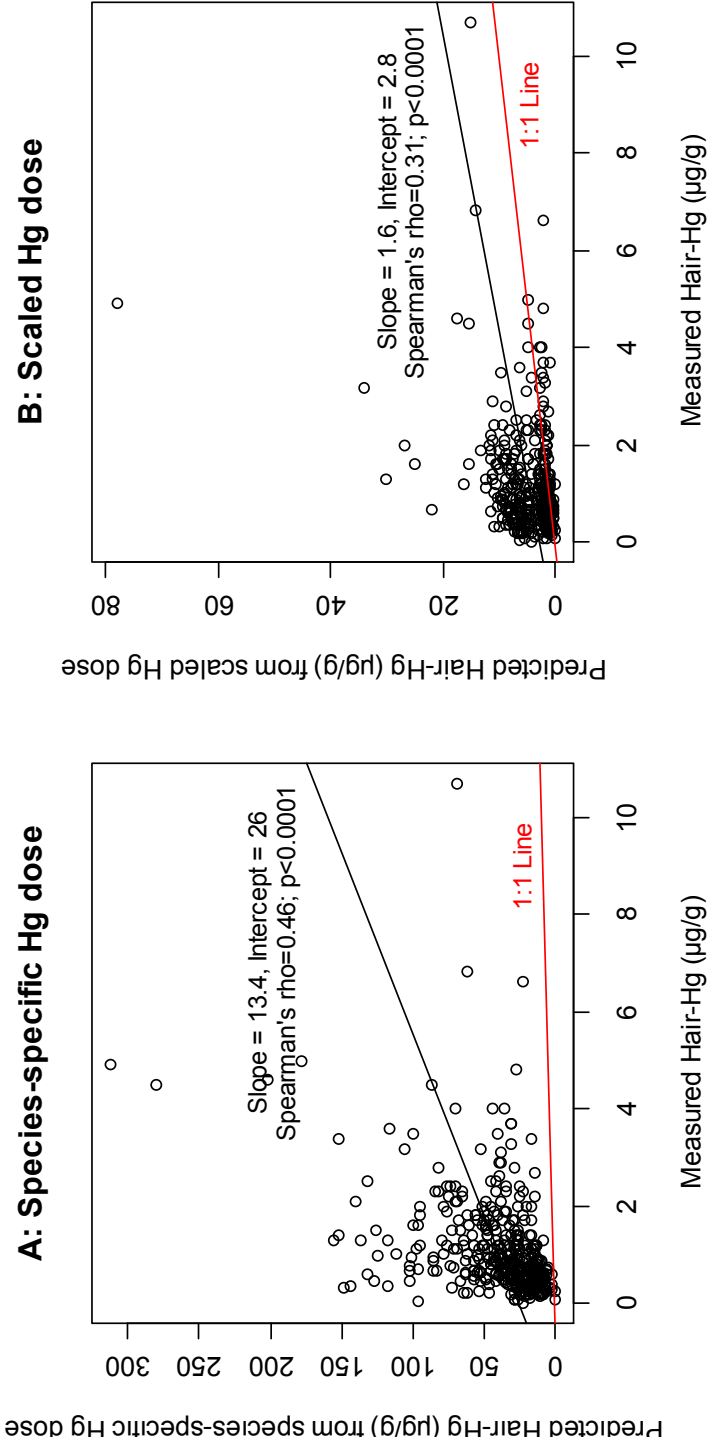 A: Species-specific Hg dose
Predicted Hair-Hg (µg/g) from species-specific Hg dose
300
250
200
150
100
50
0
Slope = 13.4, Intercept = 26
Spearman's rho=0.46; p<0.0001
1:1 Line
0
2
4
6
8
10
Measured Hair-Hg (µg/g)
B: Scaled Hg dose
Predicted Hair-Hg (µg/g) from scaled Hg dose
80
60
40
20
0
Slope = 1.6, Intercept = 2.8
Spearman's rho=0.31; p<0.0001
1:1 Line
0
2
4
6
8
10
Measured Hair-Hg (µg/g)